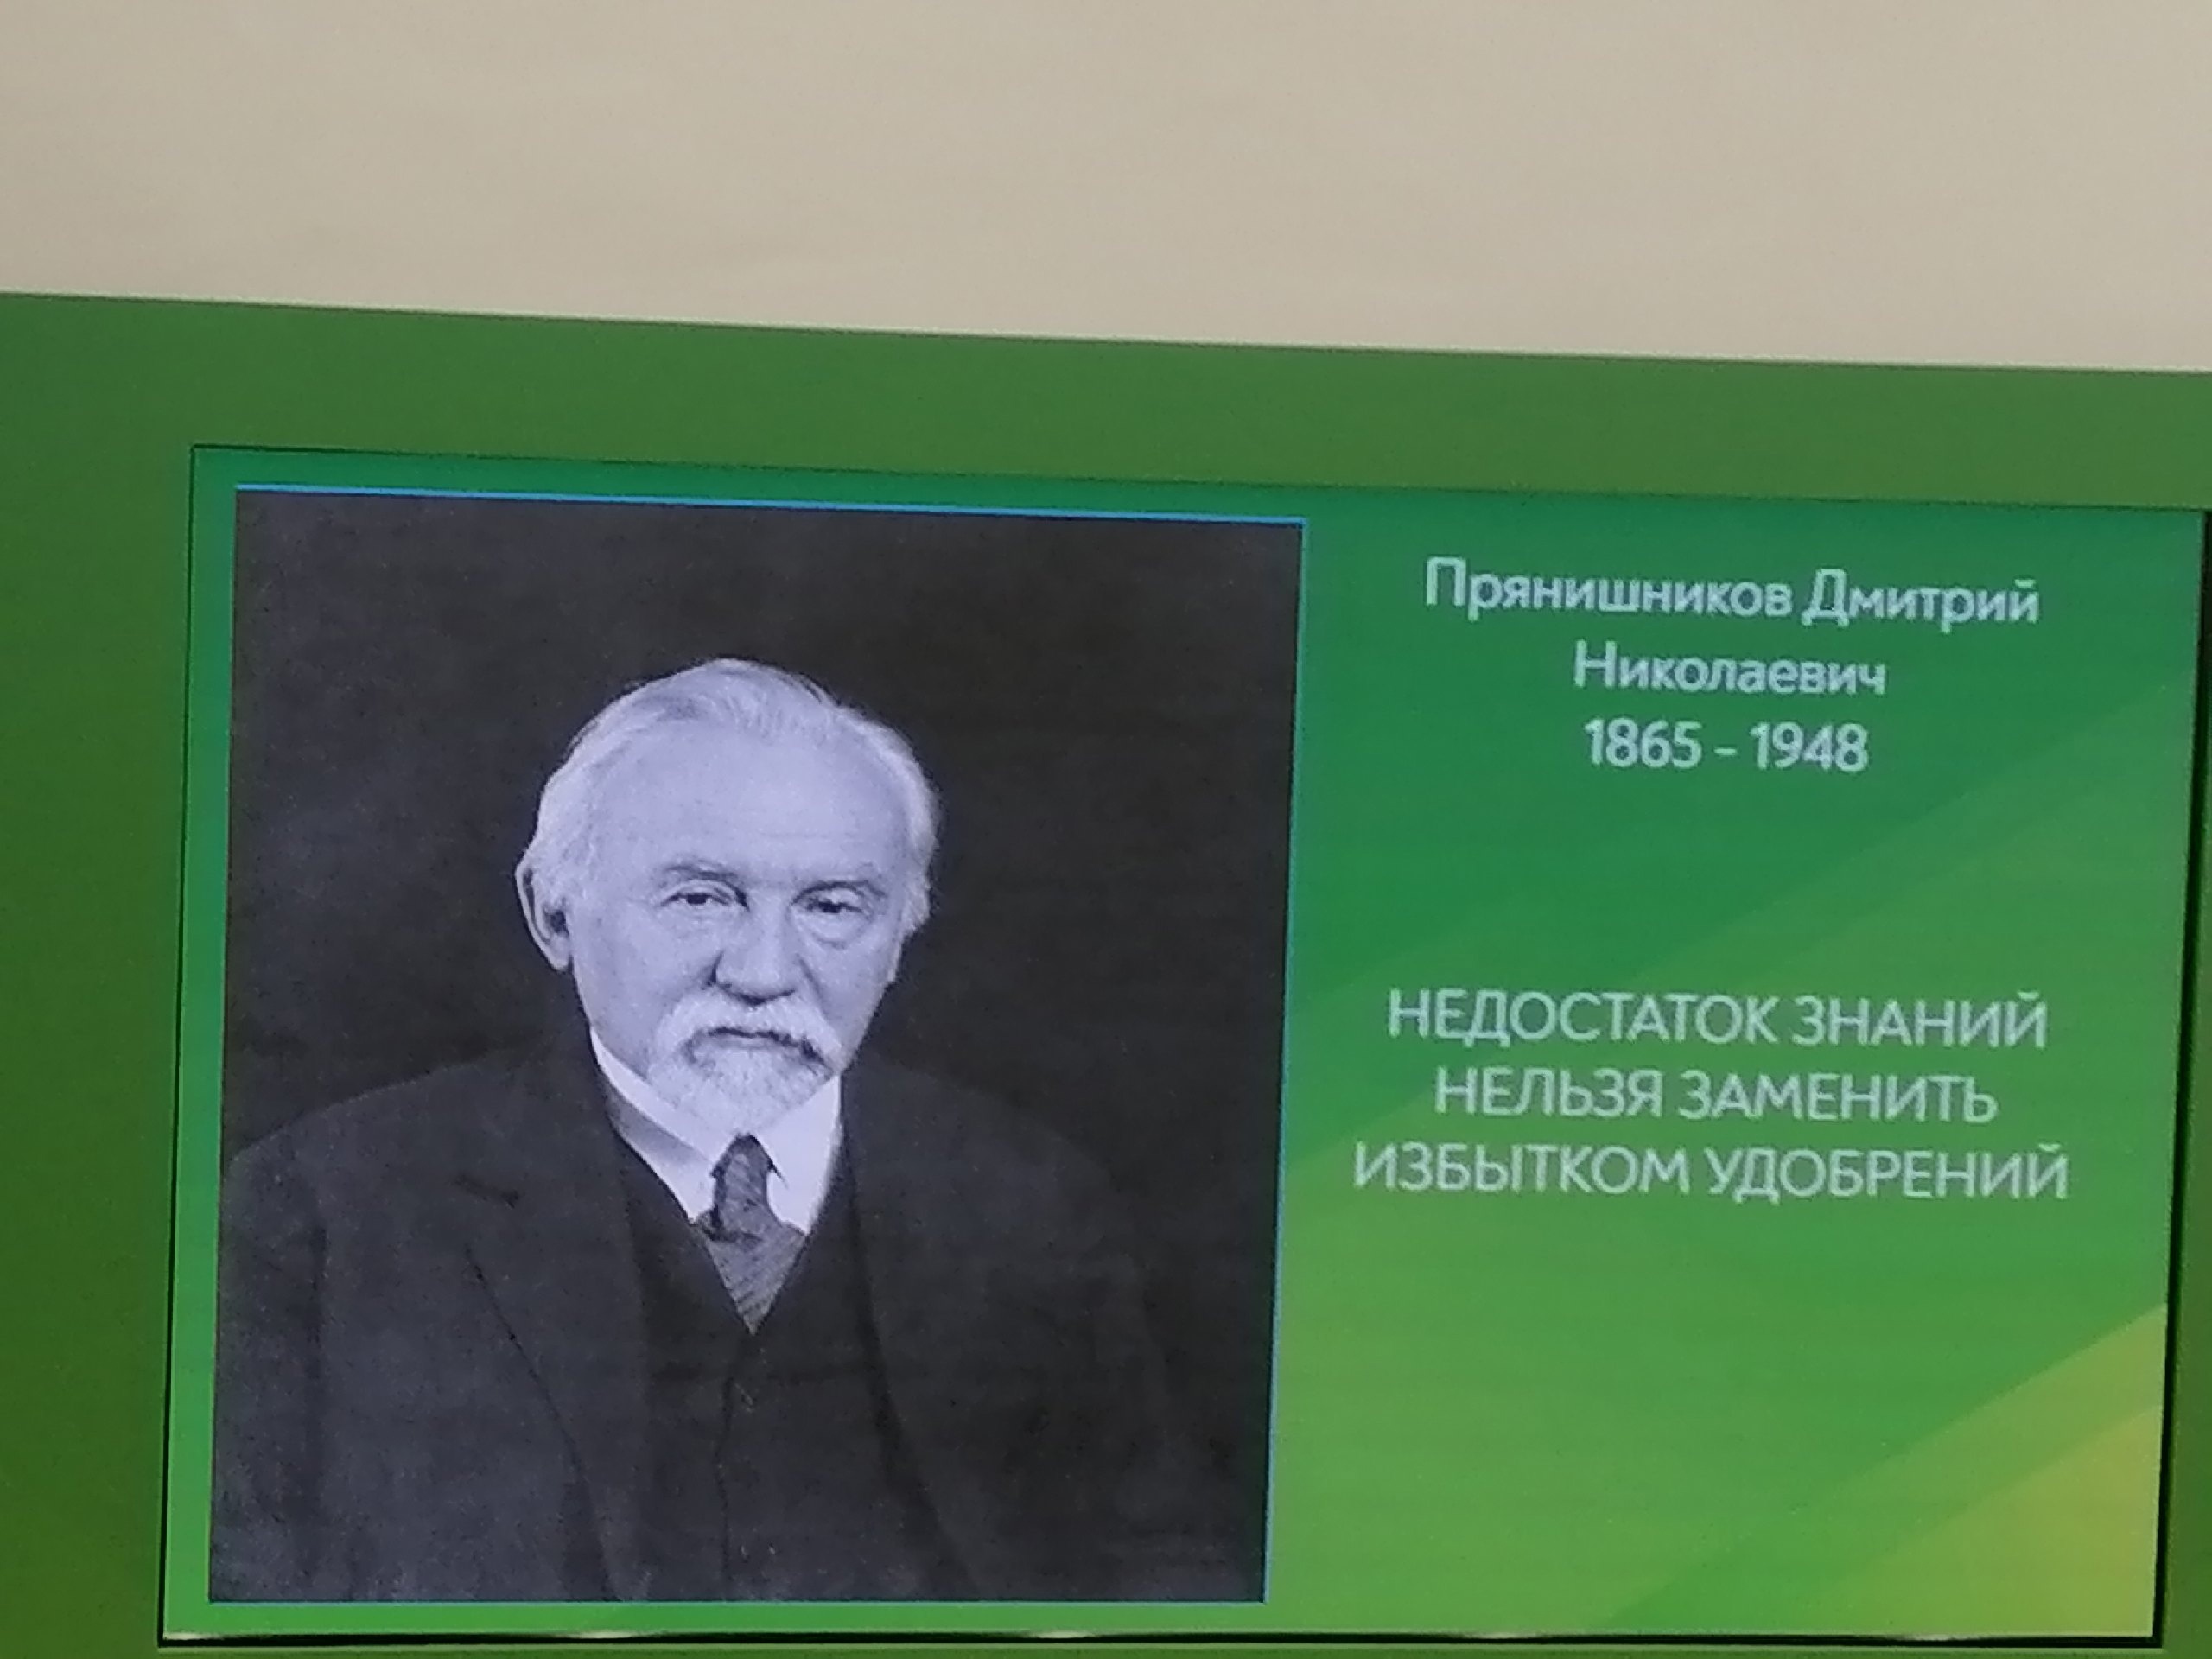 Прянишников Дмитрий
Николаевич
1865 - 1948
НЕДОСТАТОК ЗНАНИЙ
НЕЛЬЗЯ ЗАМЕНИТЬ
ИЗБЫТКОМ УДОБРЕНИЙ